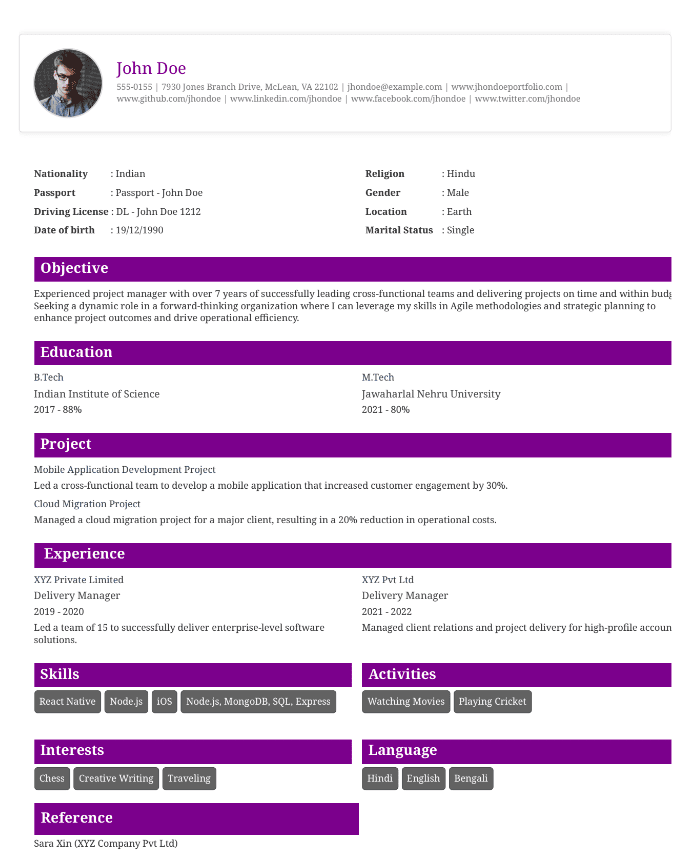 John Doe
555-0155 | 7930 Jones Branch Drive, McLean, VA 22102 | jhondoe@example.com | www.jhondoeportfolio.com |
www.github.com/jhondoe | www.linkedin.com/jhondoe | www.facebook.com/jhondoe | www.twitter.com/jhondoe
Nationality : Indian
Passport : Passport - John Doe
Driving License : DL - John Doe 1212
Date of birth : 19/12/1990
Religion : Hindu
Gender : Male
Location : Earth
Marital Status : Single
Objective
Experienced project manager with over 7 years of successfully leading cross-functional teams and delivering projects on time and within
Seeking a dynamic role in a forward-thinking organization where I can leverage my skills in Agile methodologies and strategic planning to
enhance project outcomes and drive operational efficiency.
Education
B.Tech
Indian Institute of Science
2017 - 88%
M.Tech
Jawaharlal Nehru University
2021 - 80%
Project
Mobile Application Development Project
Led a cross-functional team to develop a mobile application that increased customer engagement by 30%.
Cloud Migration Project
Managed a cloud migration project for a major client, resulting in a 20% reduction in operational costs.
Experience
XYZ Private Limited
Delivery Manager
2019 - 2020
Led a team of 15 to successfully deliver enterprise-level software
solutions.
XYZ Pvt Ltd
Delivery Manager
2021 - 2022
Managed client relations and project delivery for high-profile accoun
Skills
React Native Node.js iOS Node.js, MongoDB, SQL, Express
Activities
Watching Movies Playing Cricket
Interests
Chess Creative Writing Traveling
Language
Hindi English Bengali
Reference
Sara Xin (XYZ Company Pvt Ltd)